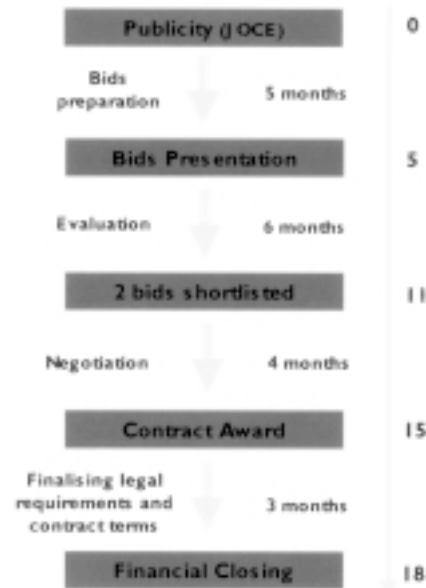 Publicity (JOCE) 0
Bids
preparation
5 months
Bids Presentation 5
Evaluation 6 months
2 bids shortlisted 11
Negotiation 4 months
Contract Award 15
Finalising legal
requirements and
contract terms
3 months
Financial Closing 18